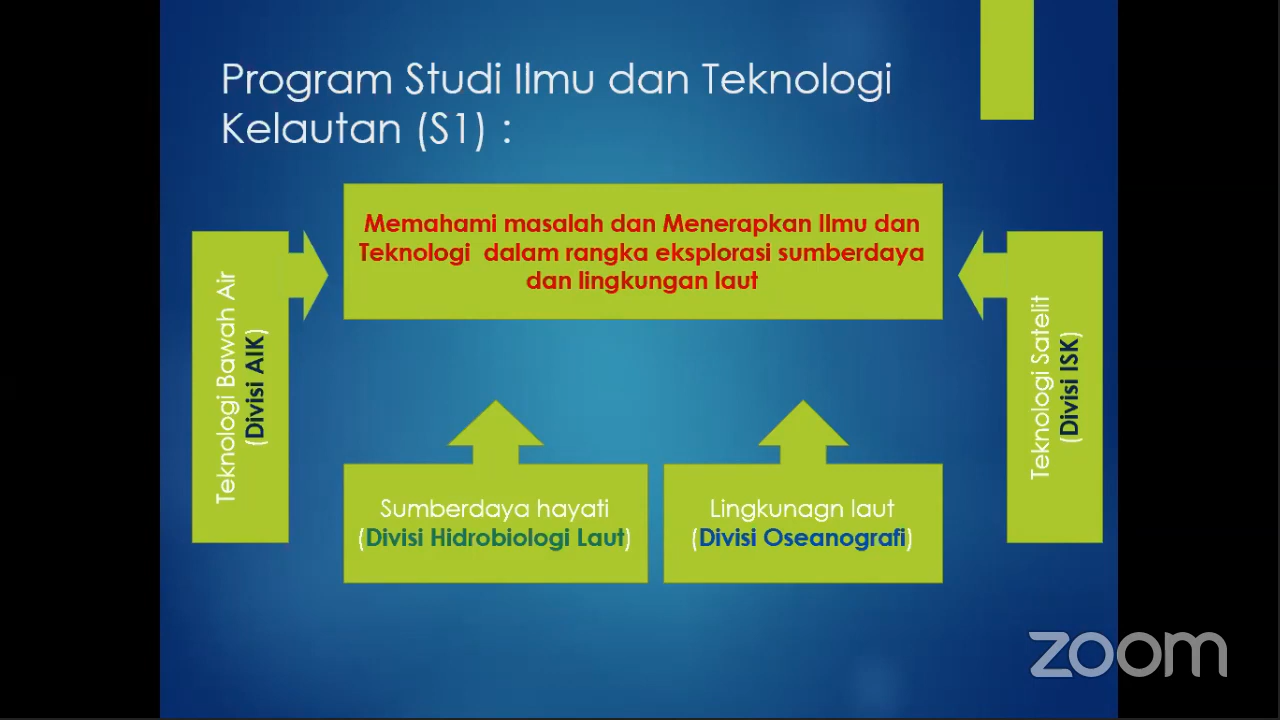 Program Studi Ilmu dan Teknologi
Kelautan (S1) :
Memahami masalah dan Menerapkan Ilmu dan
Teknologi dalam rangka eksplorasi sumberdaya
dan lingkungan laut
Teknologi Bawah Air
(Divisi AIK)
Teknologi Satelit
(Divisi ISK)
Sumberdaya hayati
(Divisi Hidrobiologi Laut)
Lingkunagn laut
(Divisi Oseanografi)
zoom